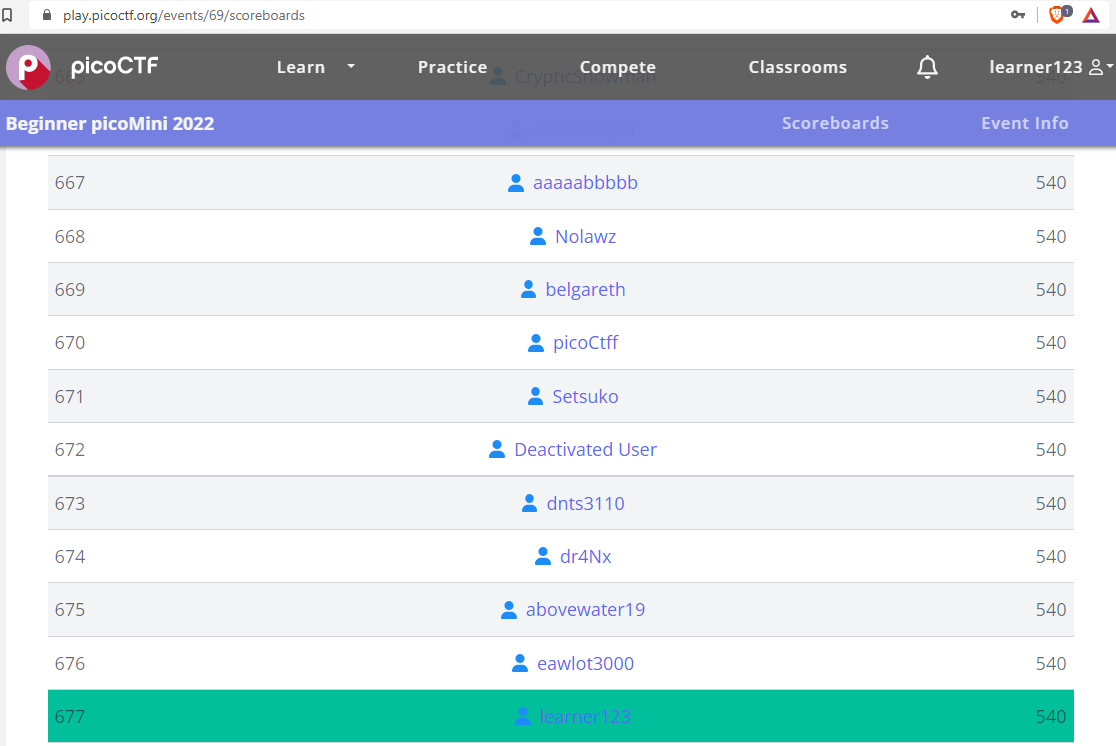 play.picoctf.org/events/69/scoreboards 1
picoCTF Learn Practice Compete Classrooms learner123
CrypticSnowman
Beginner picoMini 2022 Scoreboards Event Info
667 aaaaabbbbb 540
668 Nolawz 540
669 belgareth 540
670 picoCtff 540
671 Setsuko 540
672 Deactivated User 540
673 dnts3110 540
674 dr4Nx 540
675 abovewater19 540
676 eawlot3000 540
677 learner123 540